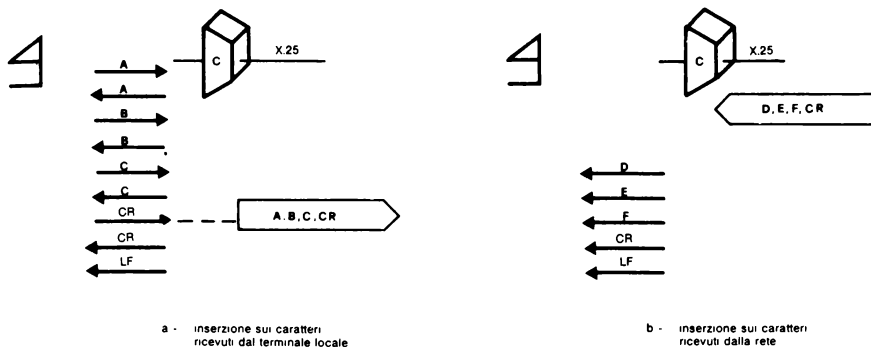 C
X.25
A
A
B
B
C
C
CR
A.B,C,CR
CR
LF
a - inserzione sui caratteri
ricevuti dal terminale locale
C
X.25
D,E,F,CR
D
E
F
CR
LF
b - inserzione sui caratteri
ricevuti dalla rete